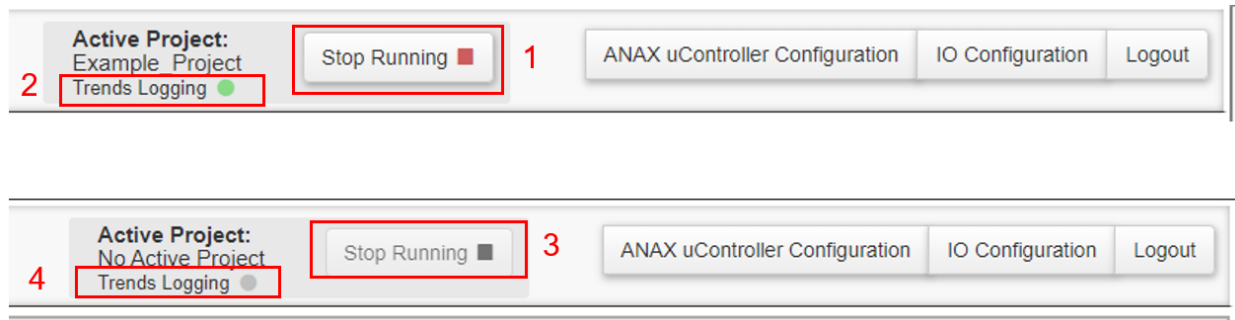 Active Project:
Example_Project
2 Trends Logging
Stop Running 1
ANAX uController Configuration IO Configuration Logout
Active Project:
No Active Project
4 Trends Logging
Stop Running 3
ANAX uController Configuration IO Configuration Logout